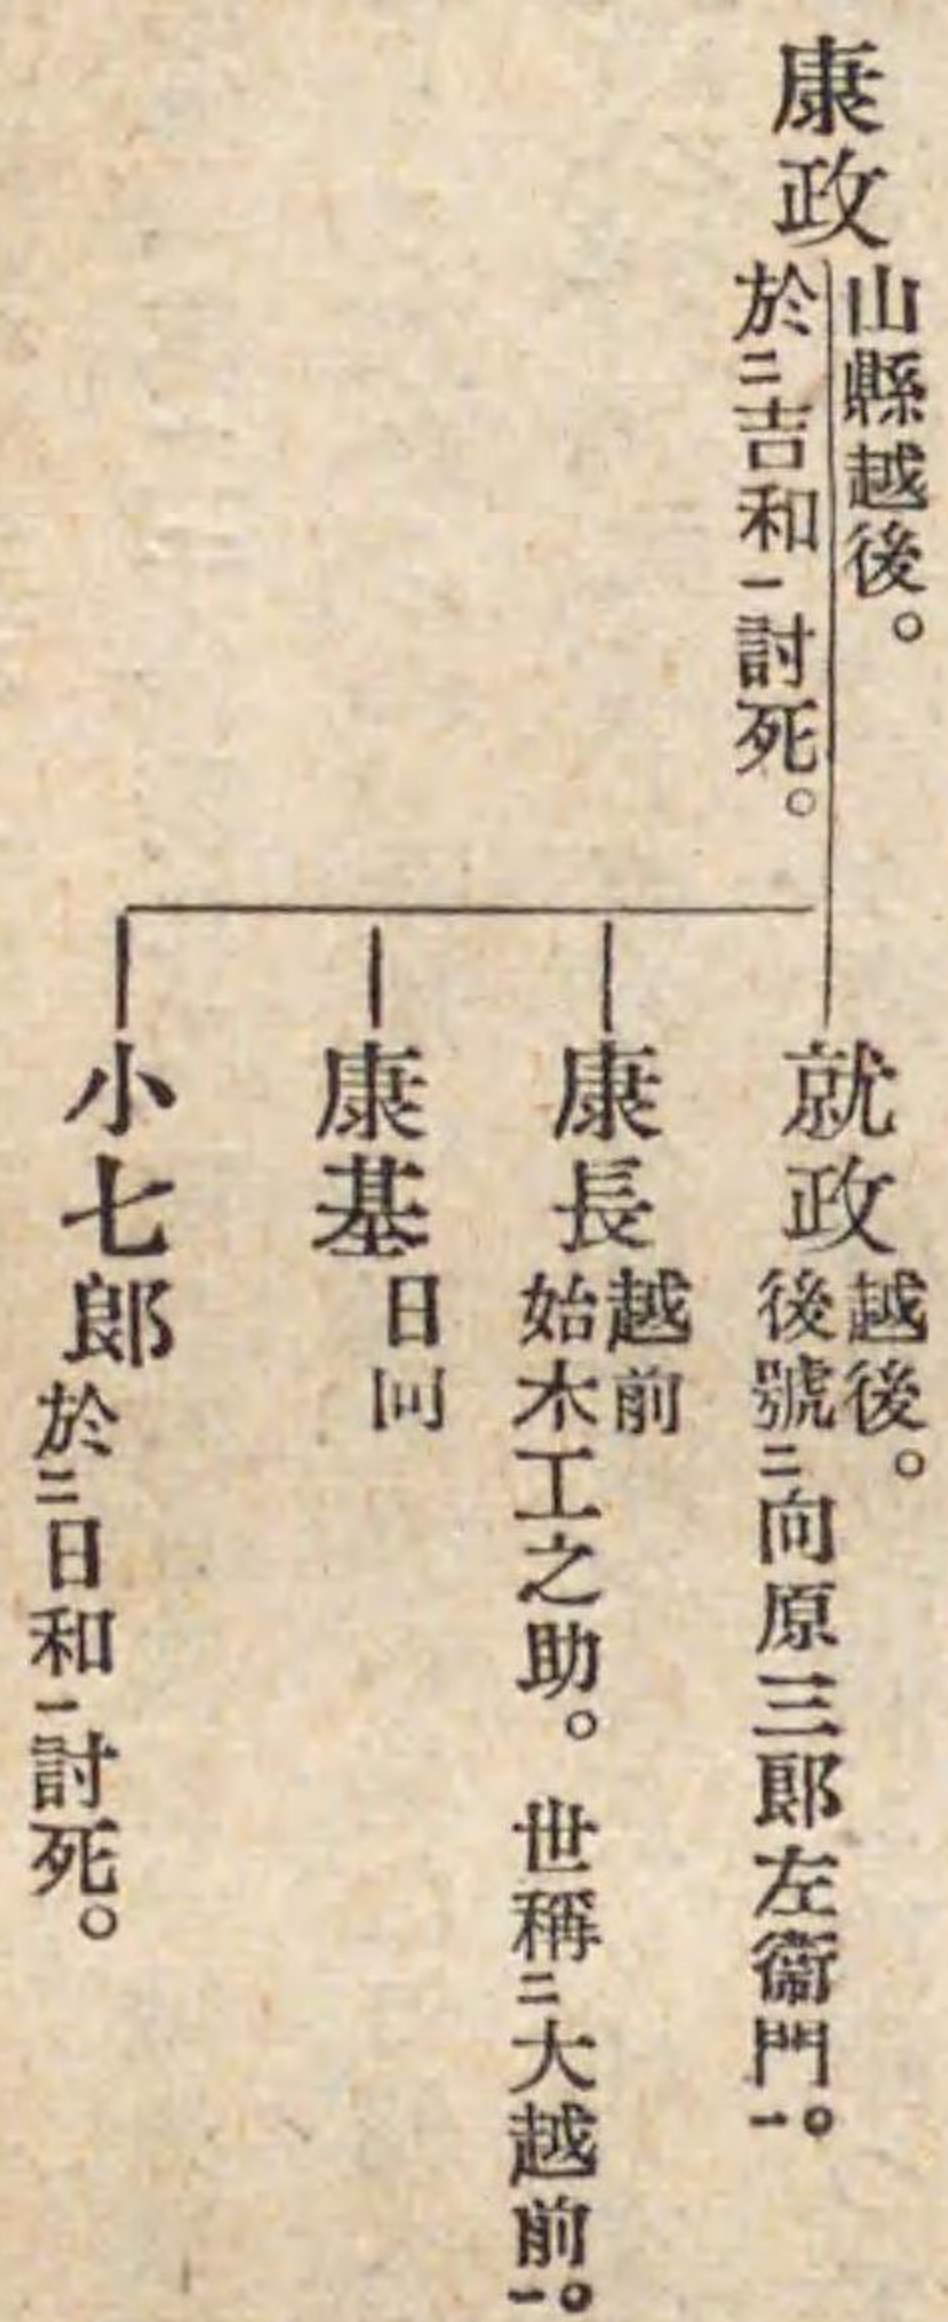 康政
山縣越後。
於㆓吉和㆒討死。
就政
越後。
後號㆓向原三郎左衞門㆒。
康長
越前
始木工之助。世稱㆓大越前㆒。
康基
日向
小七郎
於㆓日和㆒討死。